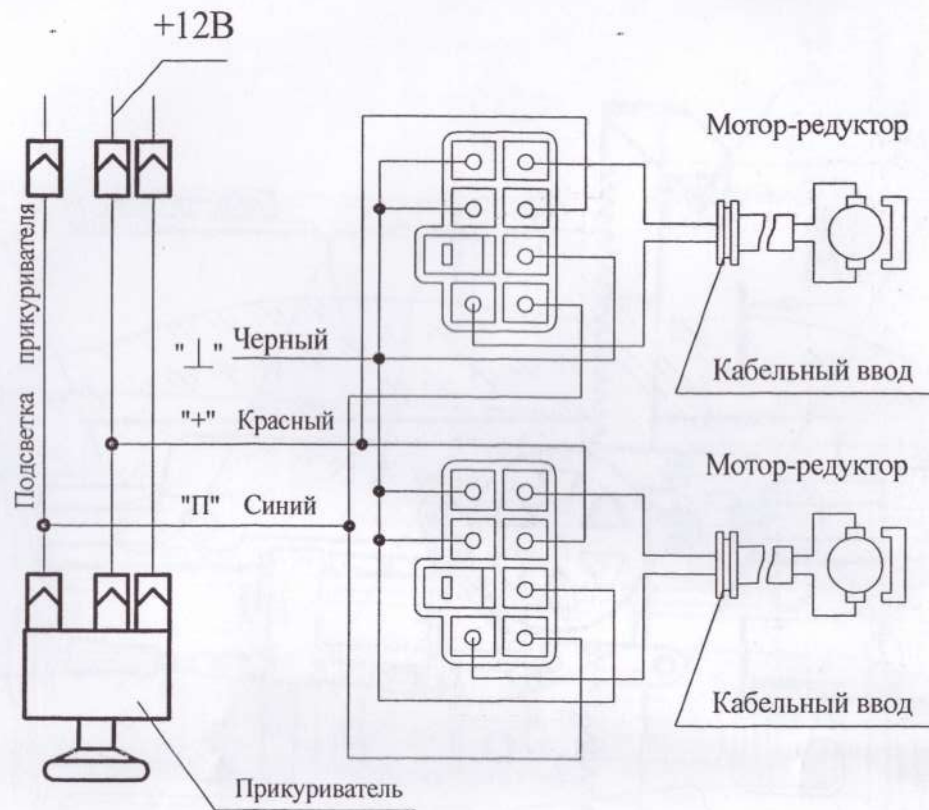 +12В
Мотор-редуктор
Подсветка прикуривателя
"⊥" Черный
Кабельный ввод
"+" Красный
Мотор-редуктор
"П" Синий
Кабельный ввод
Прикуриватель